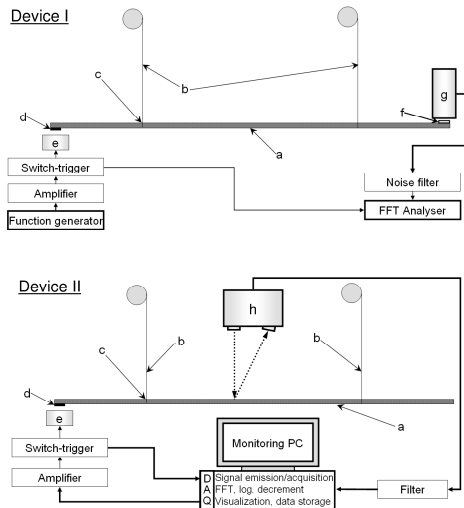 Device I
c
b
g
d
f
e
a
Switch-trigger
Amplifier
Function generator
Noise filter
FFT Analyser
Device II
h
c
b
b
d
e
a
Monitoring PC
Switch-trigger
D Signal emission/acquisition
Amplifier
A FFT, log. decrement
Q Visualization, data storage
Filter